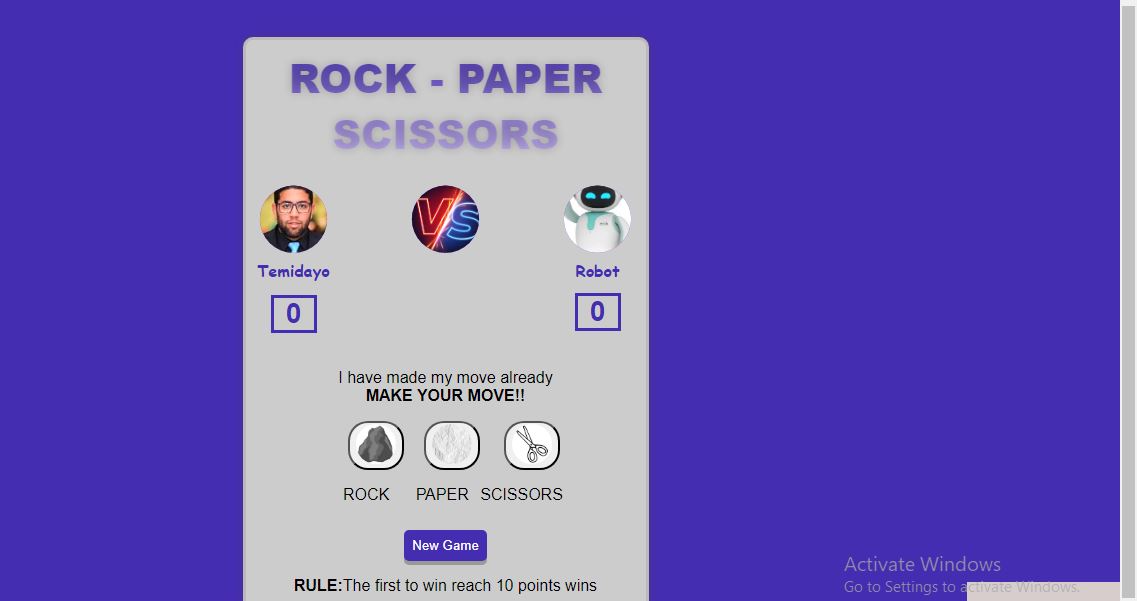 ROCK - PAPER
SCISSORS
VS
Temidayo
Robot
0
0
I have made my move already
MAKE YOUR MOVE!!
ROCK
PAPER
SCISSORS
New Game
RULE:The first to win reach 10 points wins
Activate Windows
Go to Settings to activate Windows.